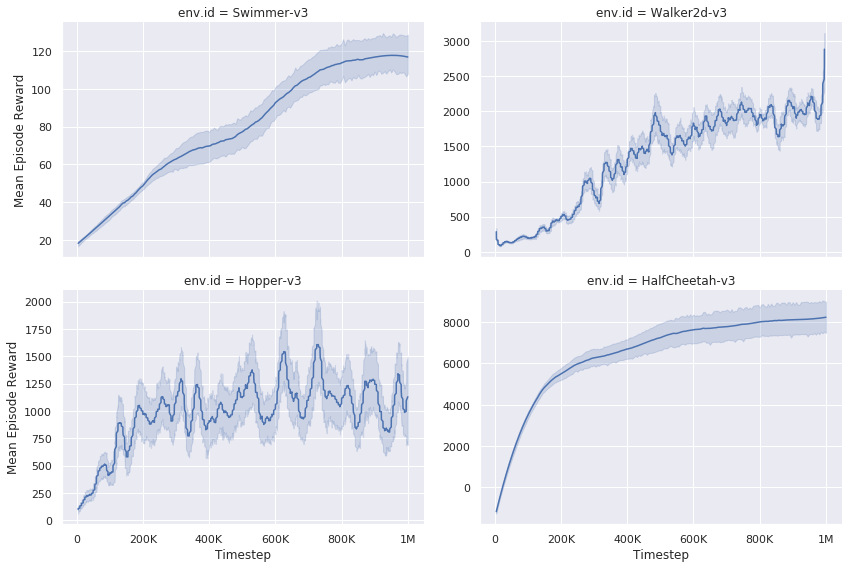 env.id = Swimmer-v3
env.id = Walker2d-v3
Mean Episode Reward
120
100
80
60
40
20
3000
2500
2000
1500
1000
500
0
env.id = Hopper-v3
env.id = HalfCheetah-v3
Mean Episode Reward
2000
1750
1500
1250
1000
750
500
250
0
8000
6000
4000
2000
0
0 200K 400K 600K 800K 1M
0 200K 400K 600K 800K 1M
Timestep
Timestep